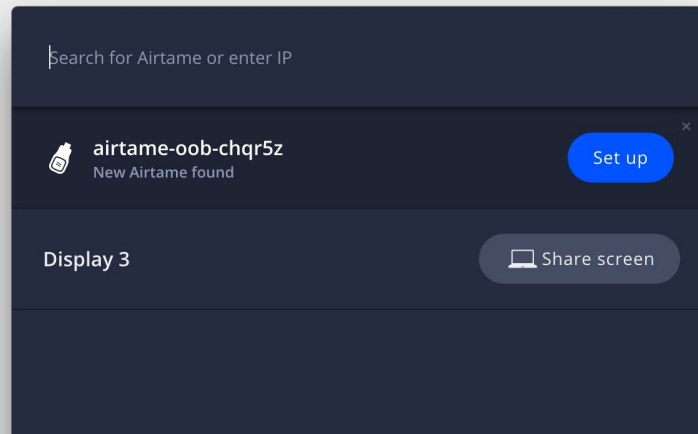 Search for Airtame or enter IP
airtame-oob-chqr5z
New Airtame found
Set up
Display 3
Share screen